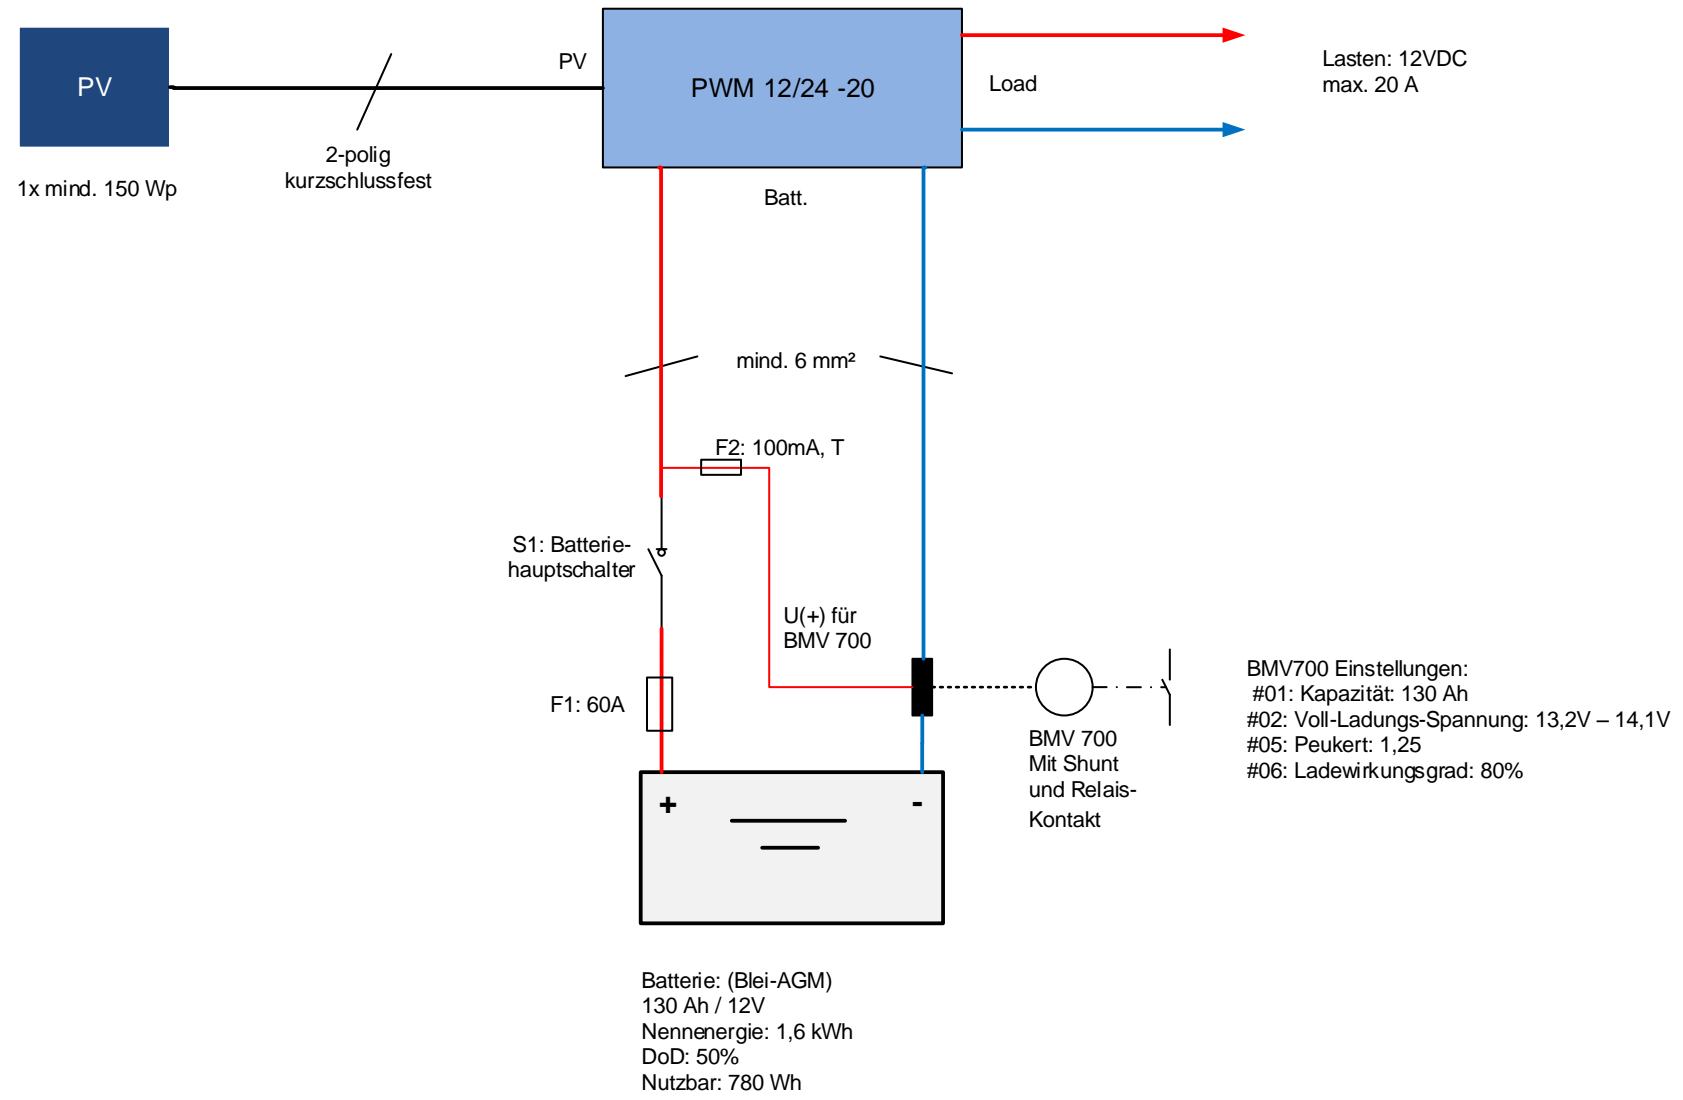 PV
PV
PWM 12/24 -20
Load
Lasten: 12VDC
max. 20 A
2-polig
kurzschlussfest
1x mind. 150 Wp
Batt.
mind. 6 mm²
F2: 100mA, T
S1: Batterie-
hauptschalter
U(+) für
BMV 700
F1: 60A
BMV 700
Mit Shunt
und Relais-
Kontakt
BMV700 Einstellungen:
#01: Kapazität: 130 Ah
#02: Voll-Ladungs-Spannung: 13,2V – 14,1V
#05: Peukert: 1,25
#06: Ladewirkungsgrad: 80%
+
-
Batterie: (Blei-AGM)
130 Ah / 12V
Nennenergie: 1,6 kWh
DoD: 50%
Nutzbar: 780 Wh